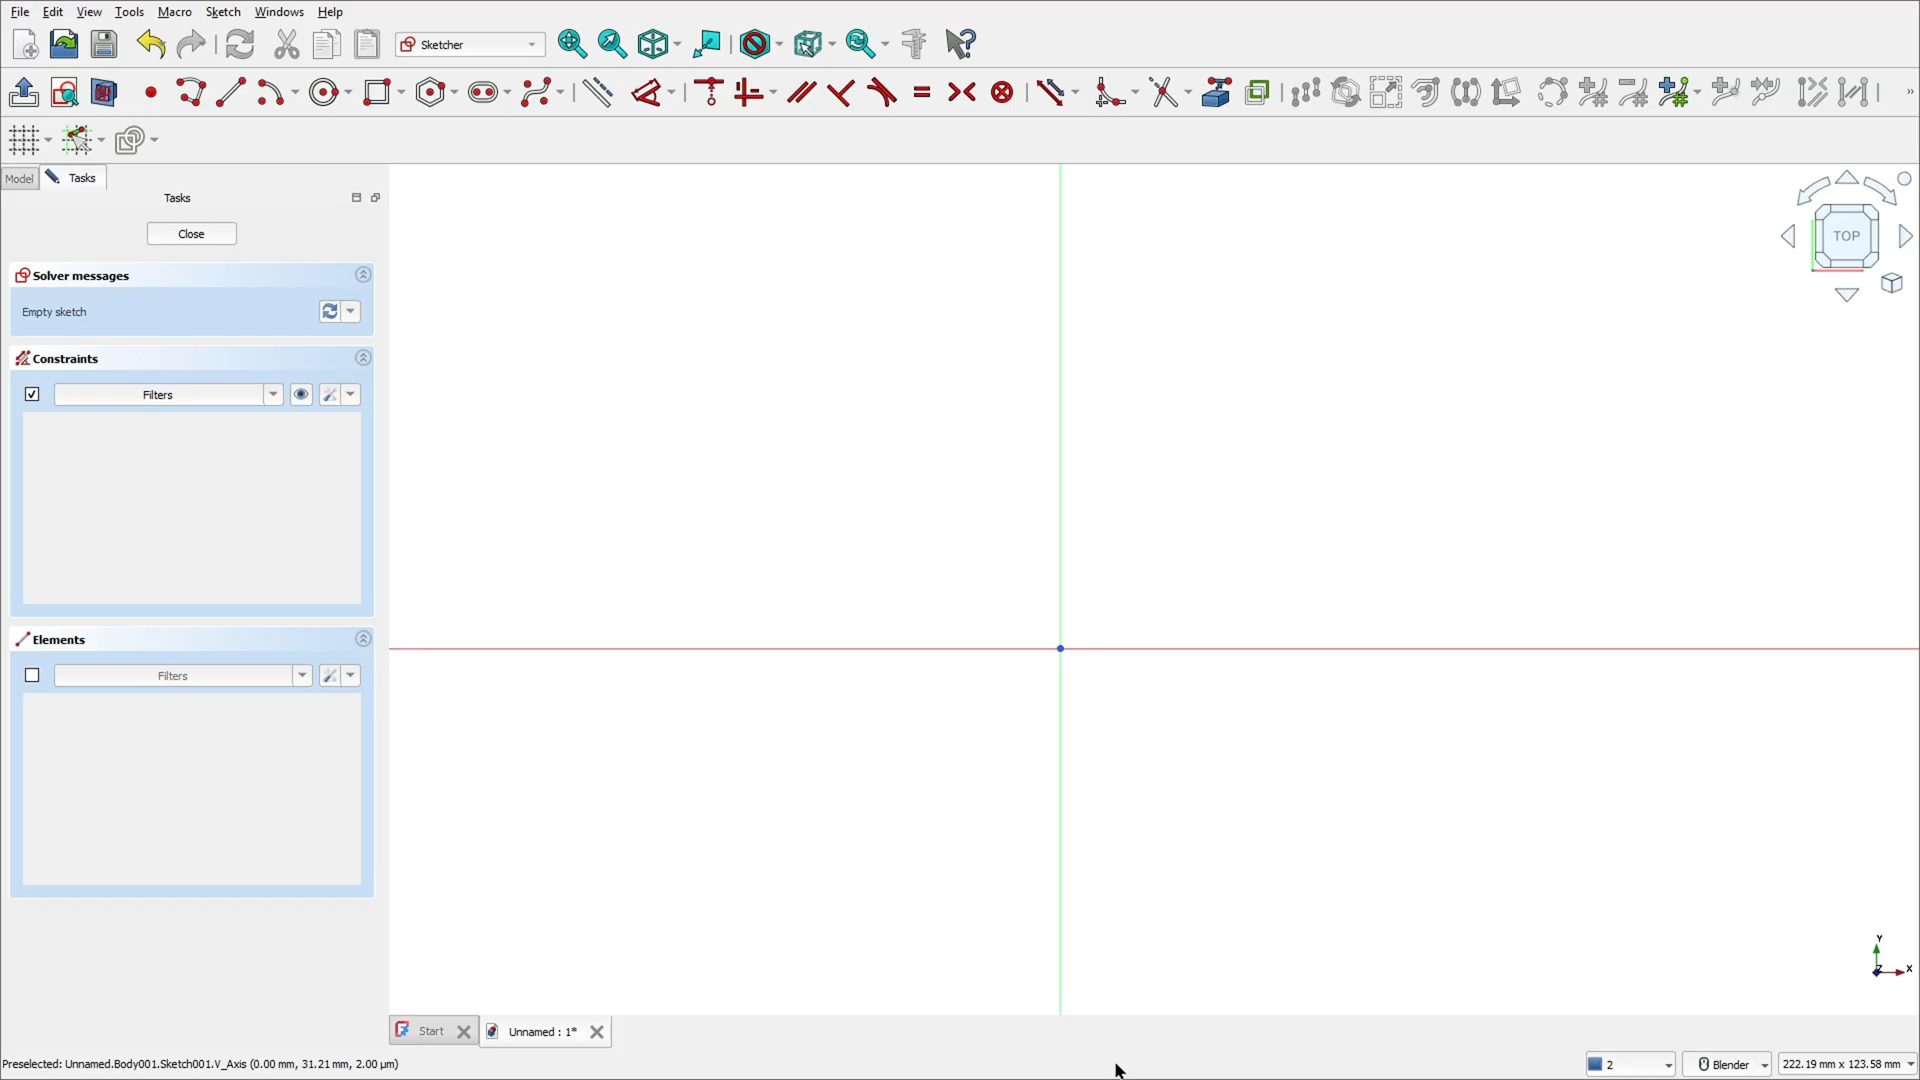 File Edit View Tools Macro Sketch Windows Help
Sketcher
Model Tasks
Tasks
Close
Solver messages
Empty sketch
Constraints
Filters
Elements
Filters
TOP
Y
Z X
Start Unnamed : 1*
Preselected: Unnamed.Body001.Sketch001.V_Axis (0.00 mm, 31.21 mm, 2.00 µm)
2 Blender 222.19 mm x 123.58 mm